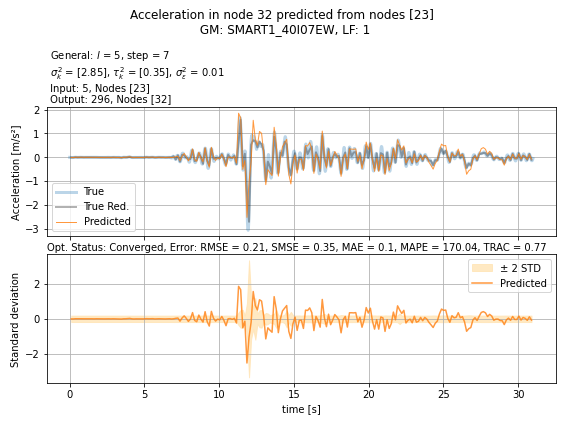 Acceleration in node 32 predicted from nodes [23]
GM: SMART1_40I07EW, LF: 1
General: l = 5, step = 7
σ²ₖ = [2.85], τ²ₖ = [0.35], σ²ε = 0.01
Input: 5, Nodes [23]
Output: 296, Nodes [32]
Acceleration [m/s²]
2
1
0
−1
−2
−3
True
True Red.
Predicted
Opt. Status: Converged, Error: RMSE = 0.21, SMSE = 0.35, MAE = 0.1, MAPE = 170.04, TRAC = 0.77
Standard deviation
2
0
−2
± 2 STD
Predicted
0 5 10 15 20 25 30
time [s]